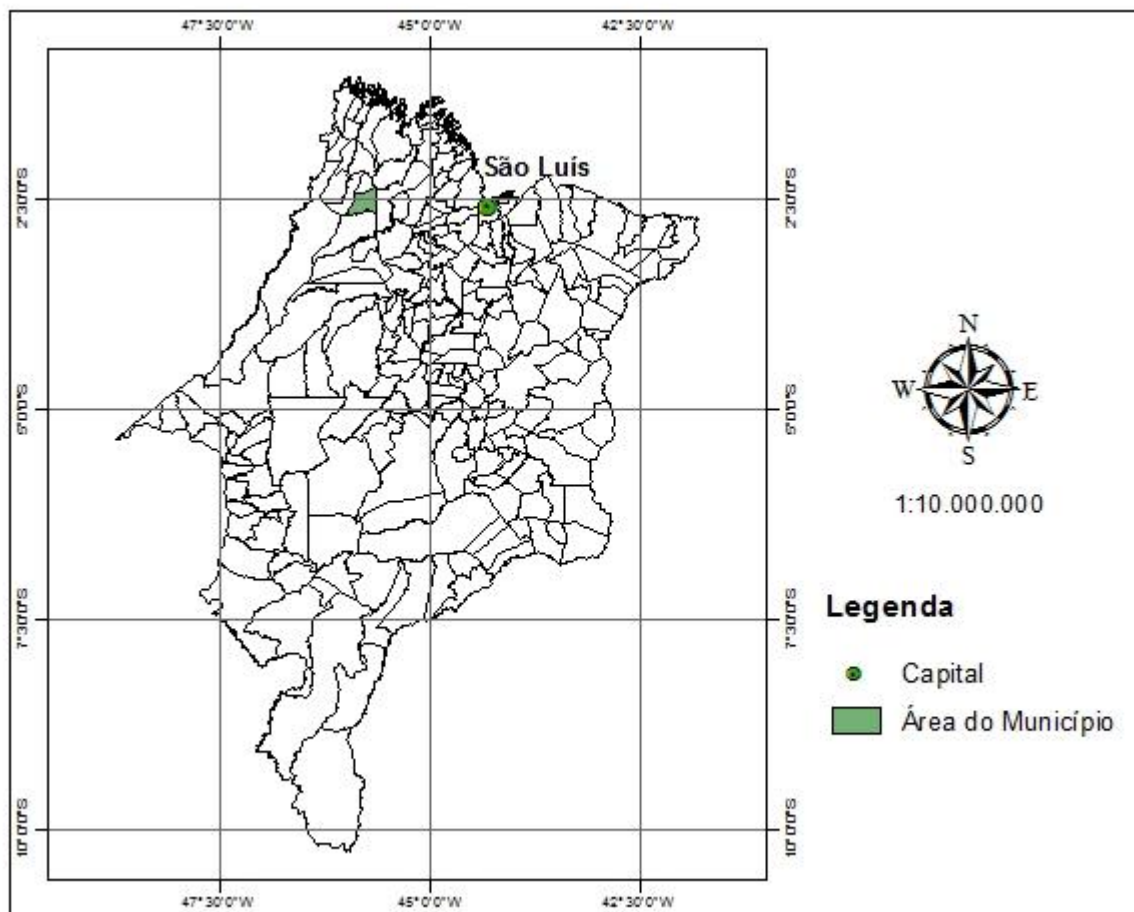 47°30'0"W 45°0'0"W 42°30'0"W
São Luís
2°30'0"S 2°30'0"S
5°0'0"S 5°0'0"S
7°30'0"S 7°30'0"S
10°0'0"S 10°0'0"S
47°30'0"W 45°0'0"W 42°30'0"W
N
W E
S
1:10.000.000
Legenda
Capital
Área do Município